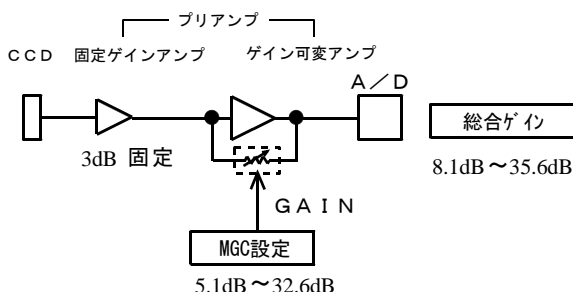 プリアンプ
ＣＣＤ 固定ゲインアンプ ゲイン可変アンプ
Ａ／Ｄ
総合ｹﾞｲﾝ
3dB 固定
8.1dB～35.6dB
ＧＡＩＮ
MGC設定
5.1dB～32.6dB